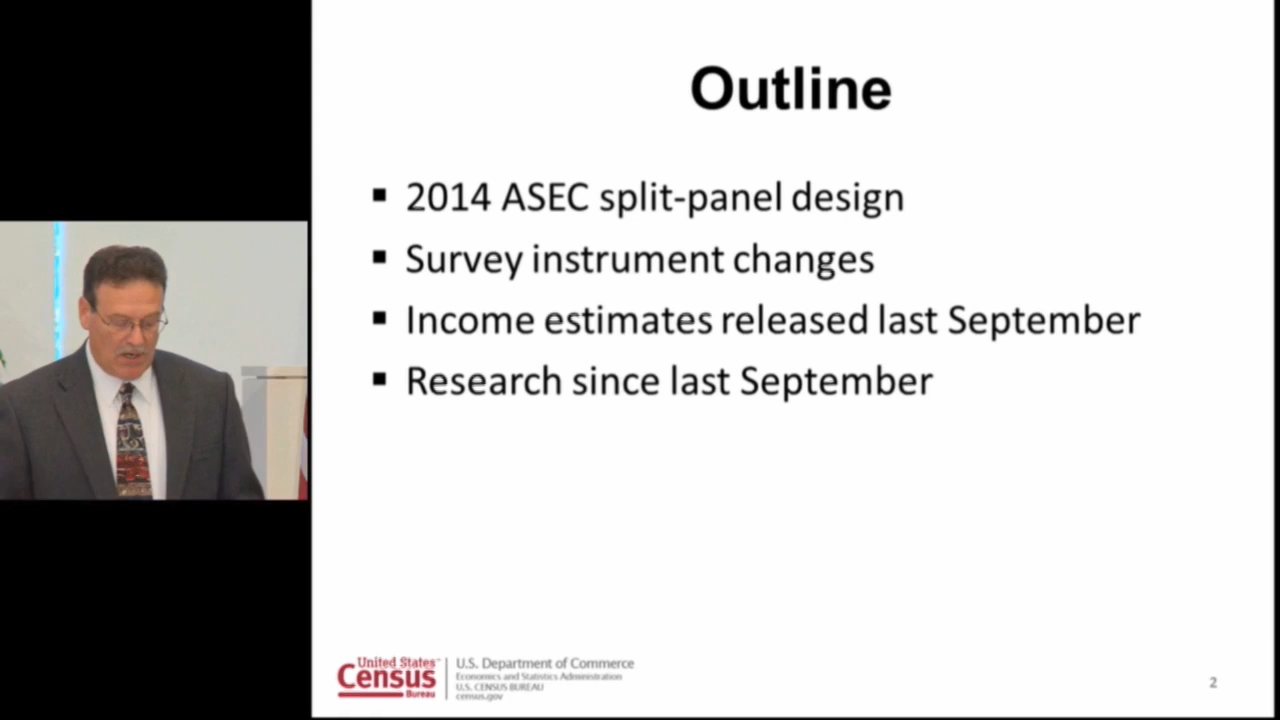 Outline
▪ 2014 ASEC split-panel design
▪ Survey instrument changes
▪ Income estimates released last September
▪ Research since last September
United States™
Census
Bureau
U.S. Department of Commerce
Economics and Statistics Administration
U.S. CENSUS BUREAU
census.gov
2